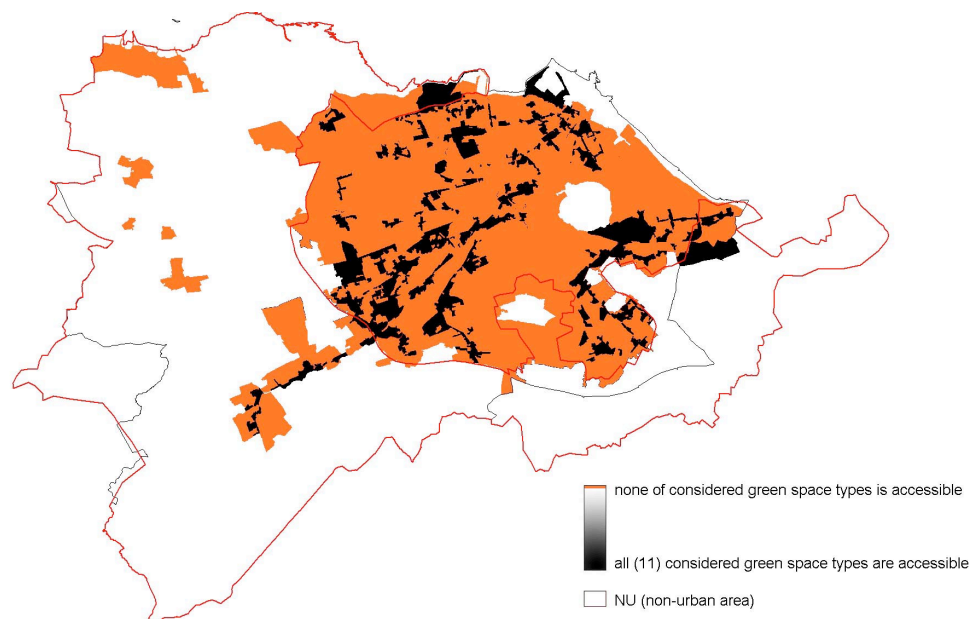 none of considered green space types is accessible
all (11) considered green space types are accessible
NU (non-urban area)